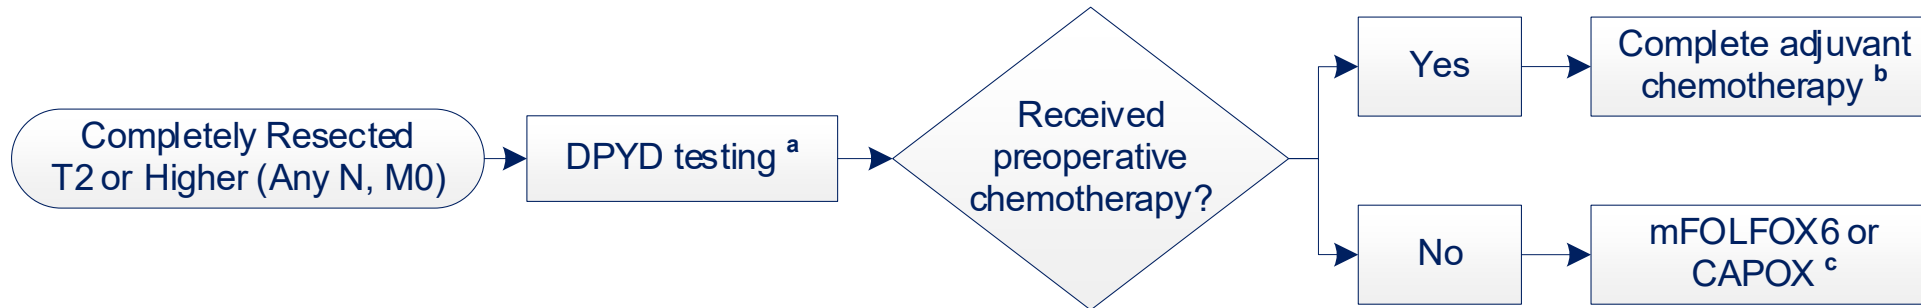 Completely Resected
T2 or Higher (Any N, M0)
DPYD testing a
Received
preoperative
chemotherapy?
Yes
Complete adjuvant
chemotherapy b
No
mFOLFOX6 or
CAPOX c